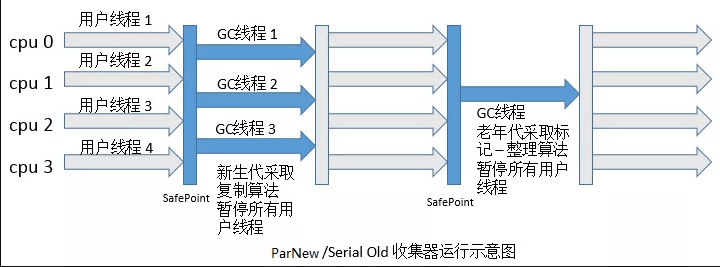 用户线程 1
cpu 0
GC线程 1
用户线程 2
cpu 1
GC线程 2
用户线程 3
cpu 2
GC线程 3
用户线程 4
cpu 3
SafePoint
新生代采取
复制算法
暂停所有用
户线程
GC线程
老年代采取标
记－整理算法
暂停所有用户
线程
SafePoint
ParNew /Serial Old 收集器运行示意图